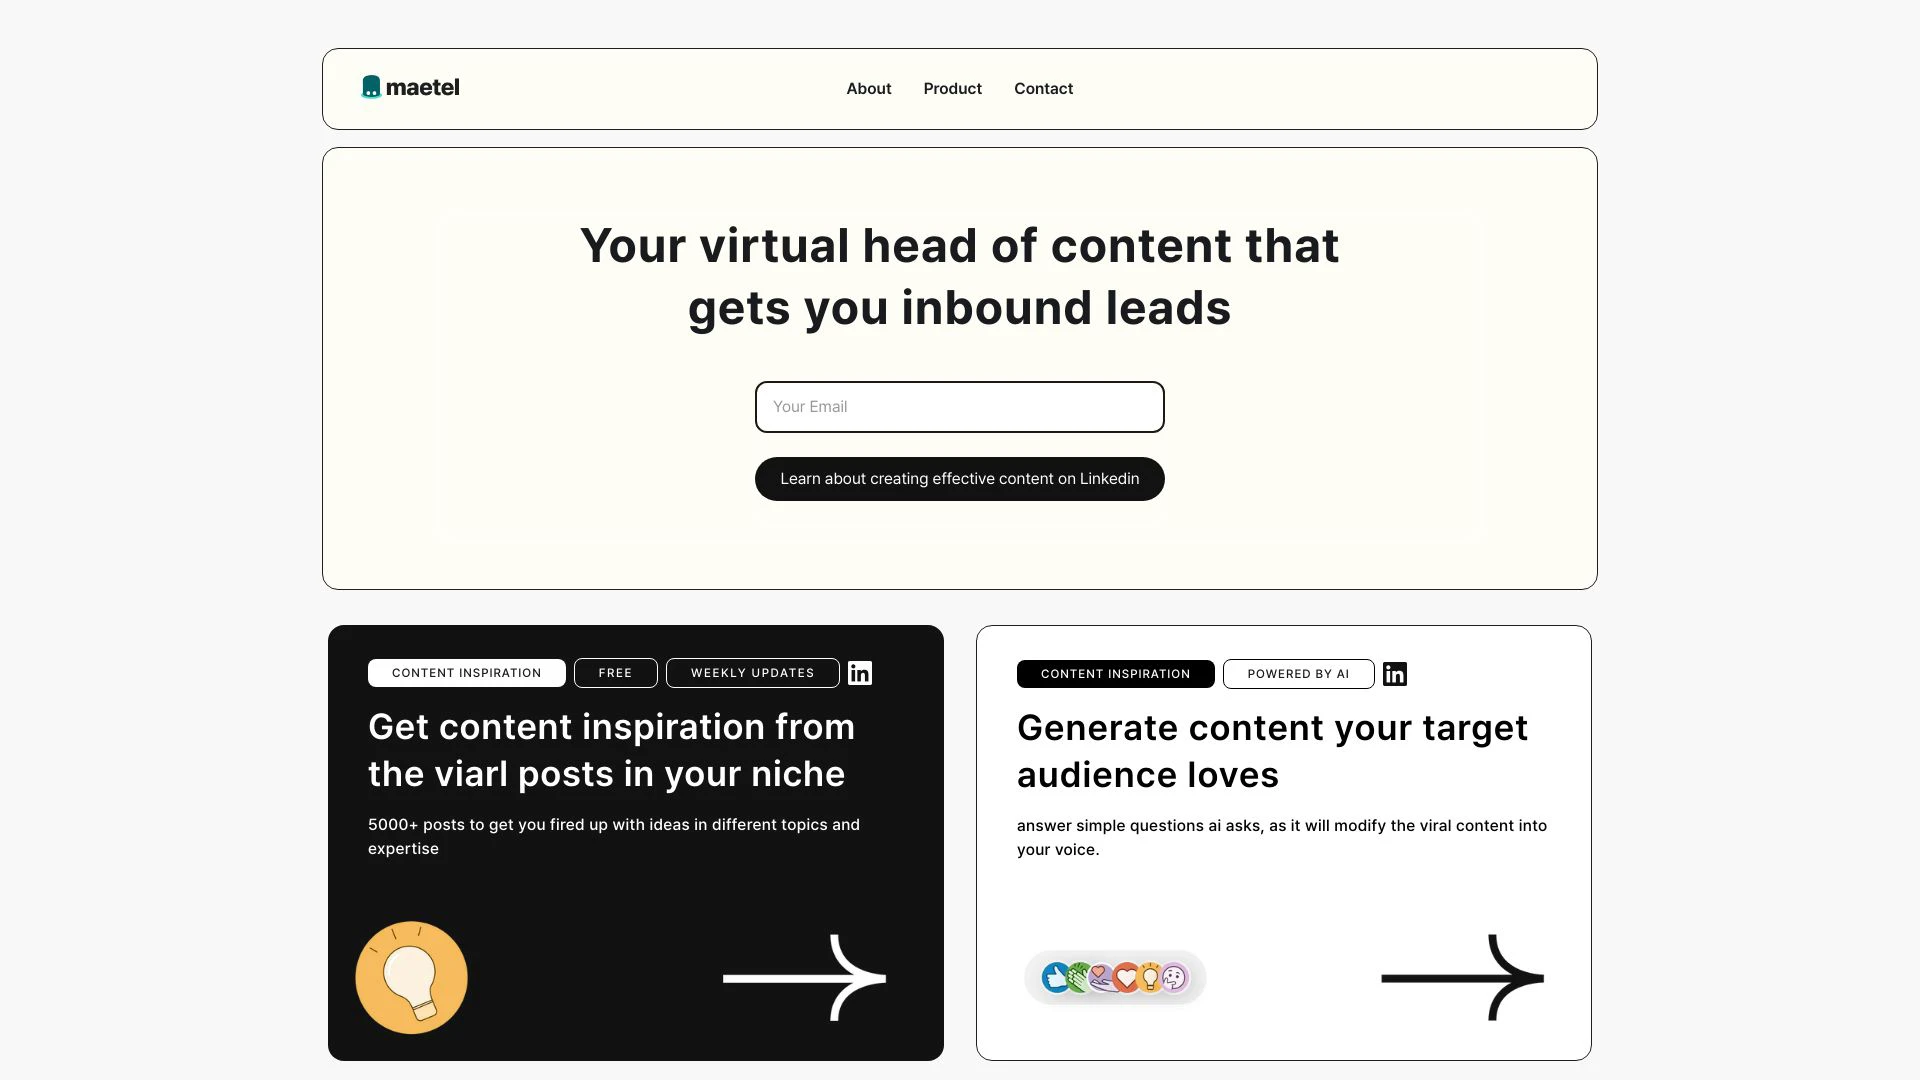 maetel
About
Product
Contact
Your virtual head of content that
gets you inbound leads
Your Email
Learn about creating effective content on Linkedin
CONTENT INSPIRATION
FREE
WEEKLY UPDATES
in
Get content inspiration from
the viarl posts in your niche
5000+ posts to get you fired up with ideas in different topics and
expertise
CONTENT INSPIRATION
POWERED BY AI
in
Generate content your target
audience loves
answer simple questions ai asks, as it will modify the viral content into
your voice.